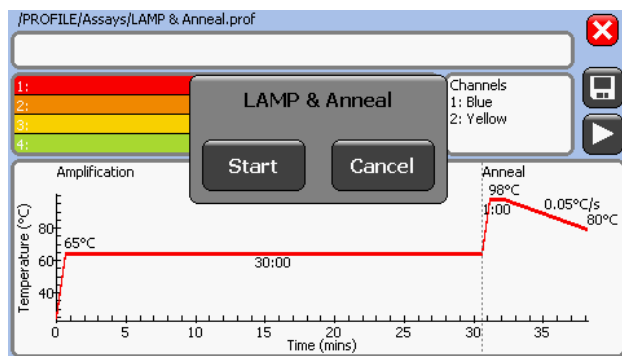 /PROFILE/Assays/LAMP & Anneal.prof
1:
2:
3:
4:
Channels
1: Blue
2: Yellow
LAMP & Anneal
Start Cancel
Amplification
Anneal
98°C
1:00
0.05°C/s
80°C
65°C
30:00
Temperature (°C)
80
60
40
0 5 10 15 20 25 30 35
Time (mins)